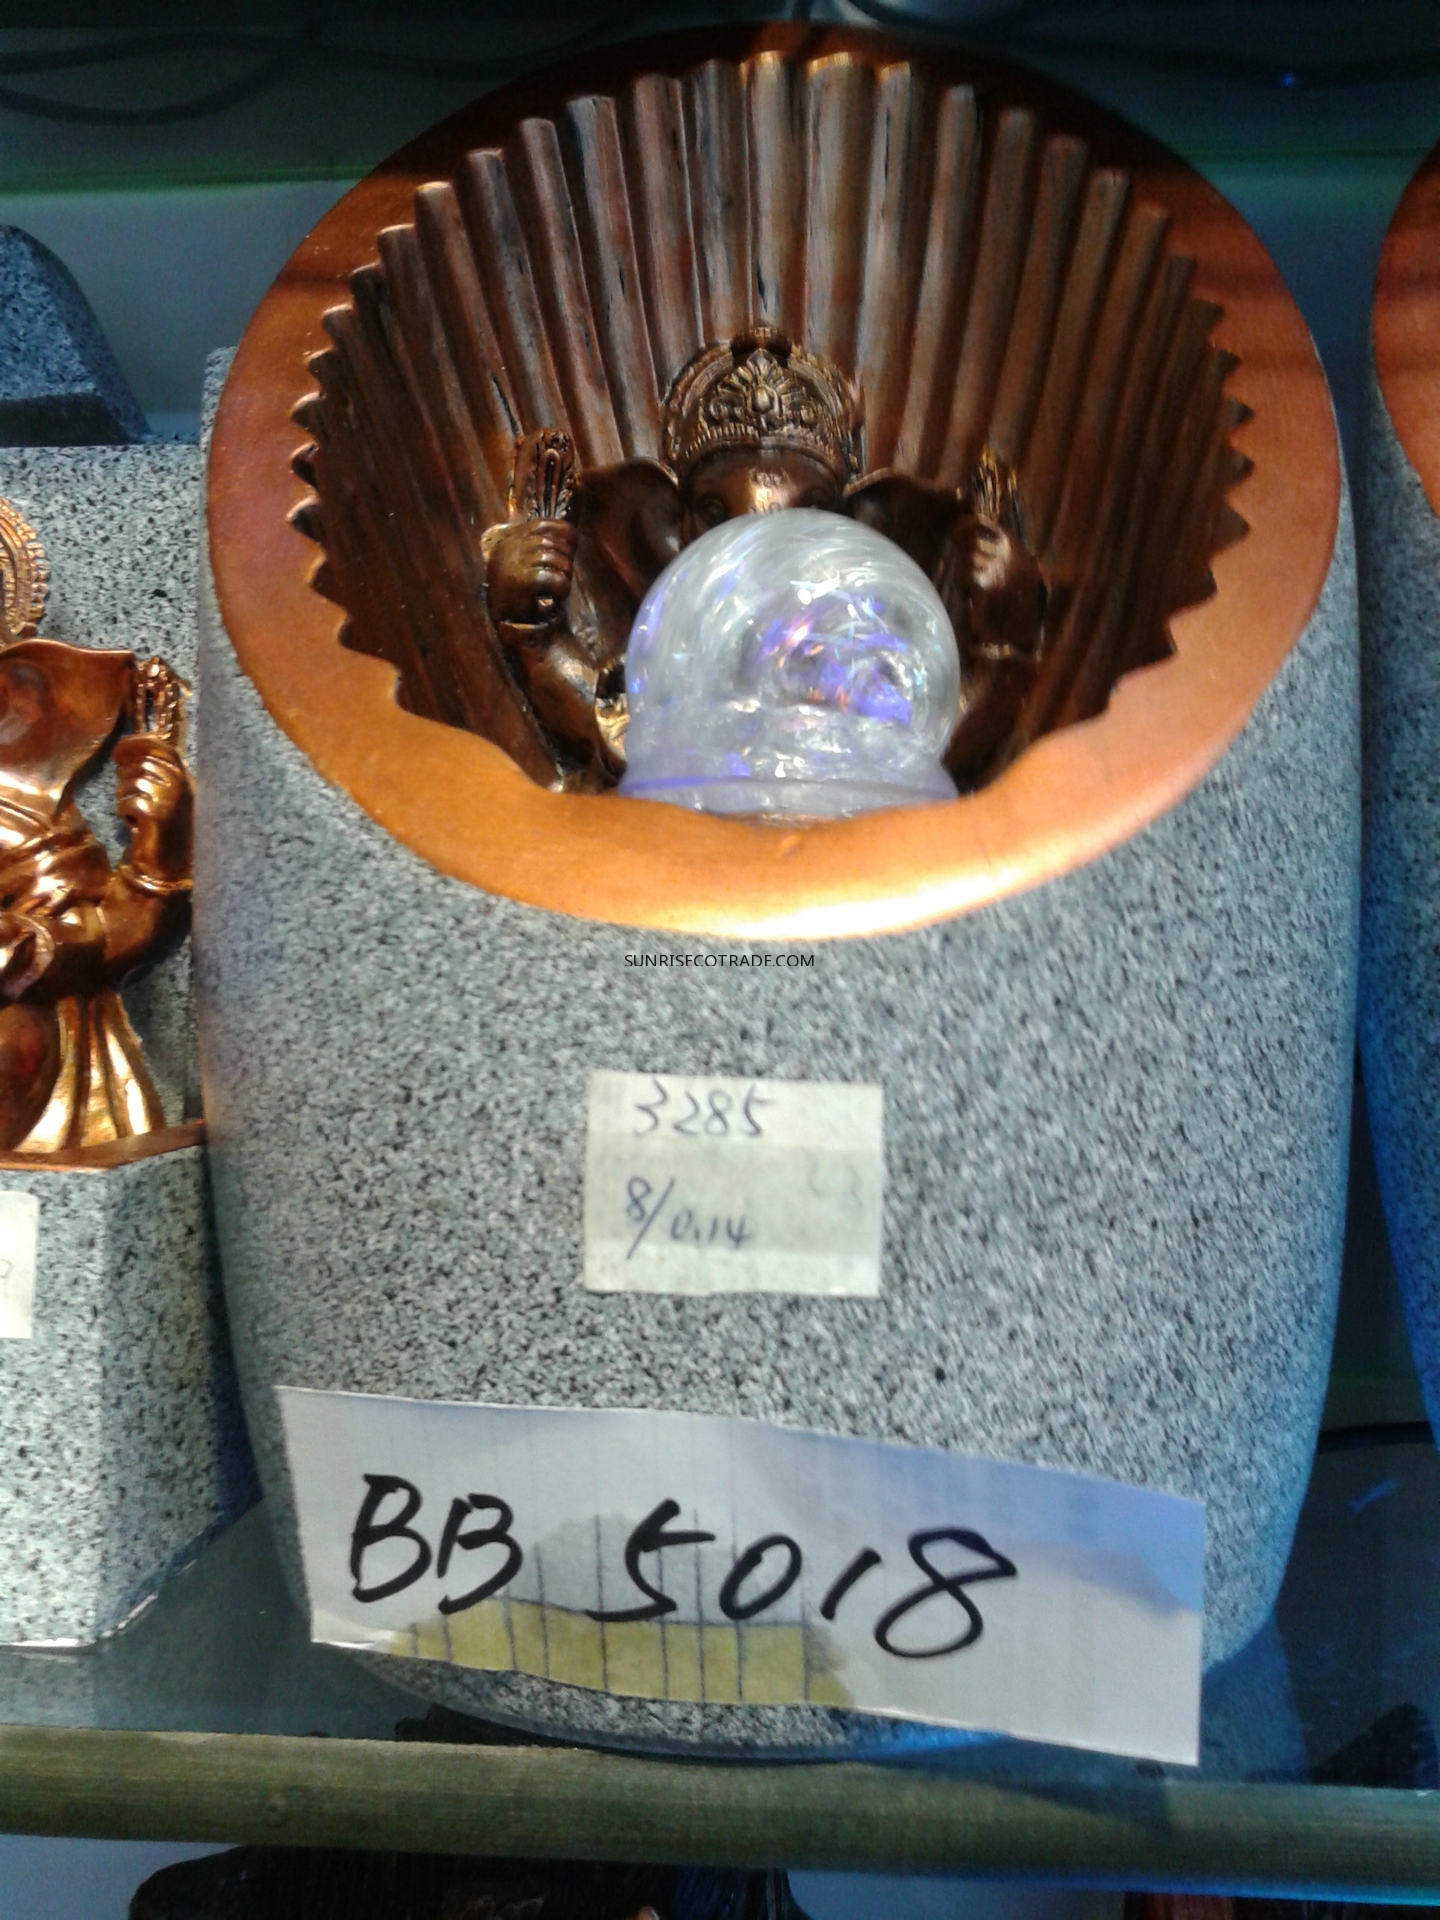 SUNRISECOTRADE.COM
3285
8/0.14
BB 5018